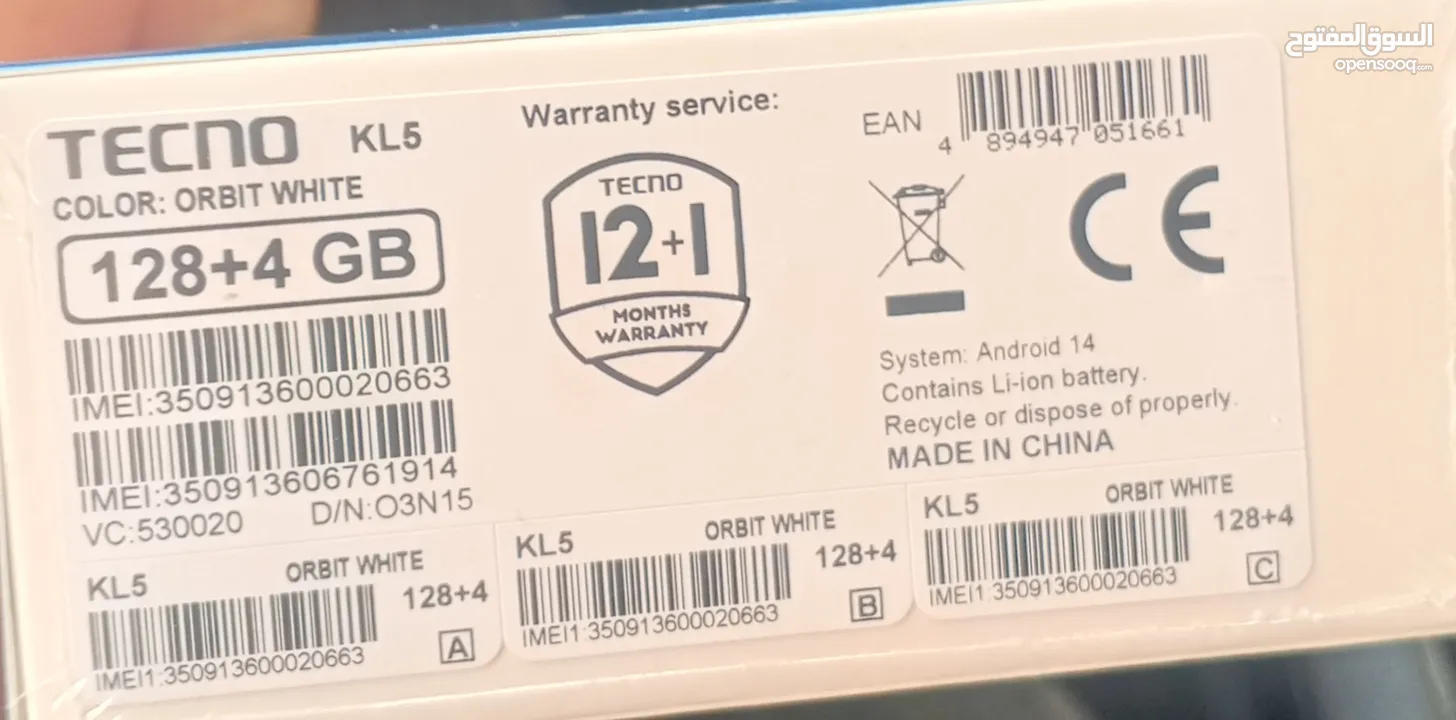 السوق المفتوح
opensooq.com
TECNO KL5
COLOR: ORBIT WHITE
128+4 GB
IMEI:350913600020663
IMEI:350913606761914
VC:530020 D/N:O3N15
Warranty service:
TECNO
12+1
MONTHS
WARRANTY
EAN
4 894947 051661
CE
System: Android 14
Contains Li-ion battery.
Recycle or dispose of properly.
MADE IN CHINA
KL5 ORBIT WHITE
128+4
IMEI1:350913600020663
A
KL5 ORBIT WHITE
128+4
IMEI1:350913600020663
B
KL5 ORBIT WHITE
128+4
IMEI1:350913600020663
C